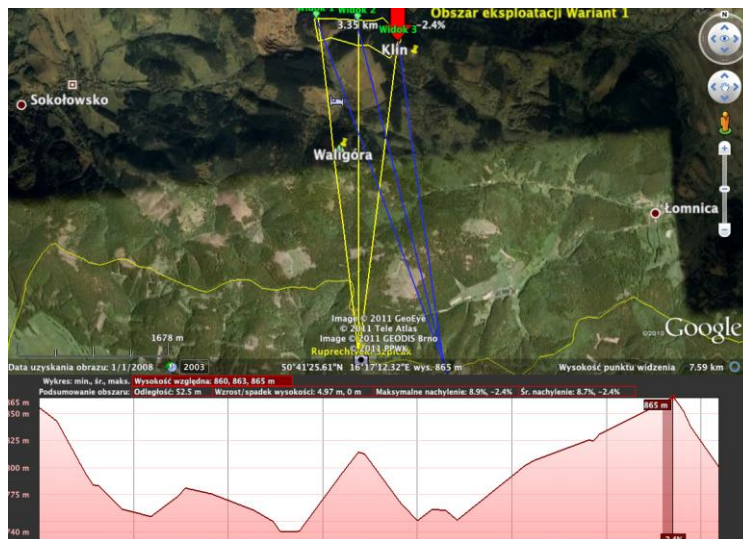 Obszar eksploatacji Wariant 1
Widok 1
Widok 2
3,35 km
-2.4%
Widok 3
Klin
N
Sokołowsko
Waligóra
Łomnica
Image © 2011 GeoEye
© 2011 Tele Atlas
Image © 2011 GEODIS Brno
© 2011 PPWK
©2010 Google
1678 m
Data uzyskania obrazu: 1/1/2008
2003
50°41'25.61"N 16°17'12.32"E wys. 865 m
Wysokość punktu widzenia 7.59 km
Wykres: min., śr., maks. Wysokość względna: 860, 863, 865 m
Podsumowanie obszaru: Odległość: 52.5 m Wzrost/spadek wysokości: 4.97 m, 0 m Maksymalne nachylenie: 8.9%, -2.4% Śr. nachylenie: 8.7%, -2.4%
865 m
850 m
825 m
800 m
775 m
740 m
865 m
-2.4%